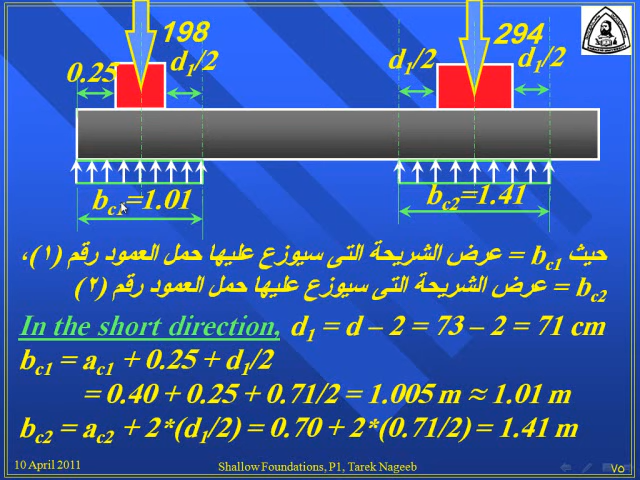 198
294
0.25
d1/2
d1/2
d1/2
bc1=1.01
bc2=1.41
حيث bc1 = عرض الشريحة التى سيوزع عليها حمل العمود رقم (١)،
bc2 = عرض الشريحة التى سيوزع عليها حمل العمود رقم (٢)
In the short direction, d1 = d – 2 = 73 – 2 = 71 cm
bc1 = ac1 + 0.25 + d1/2
= 0.40 + 0.25 + 0.71/2 = 1.005 m ≈ 1.01 m
bc2 = ac2 + 2*(d1/2) = 0.70 + 2*(0.71/2) = 1.41 m
10 April 2011
Shallow Foundations, P1, Tarek Nageeb
٧٥